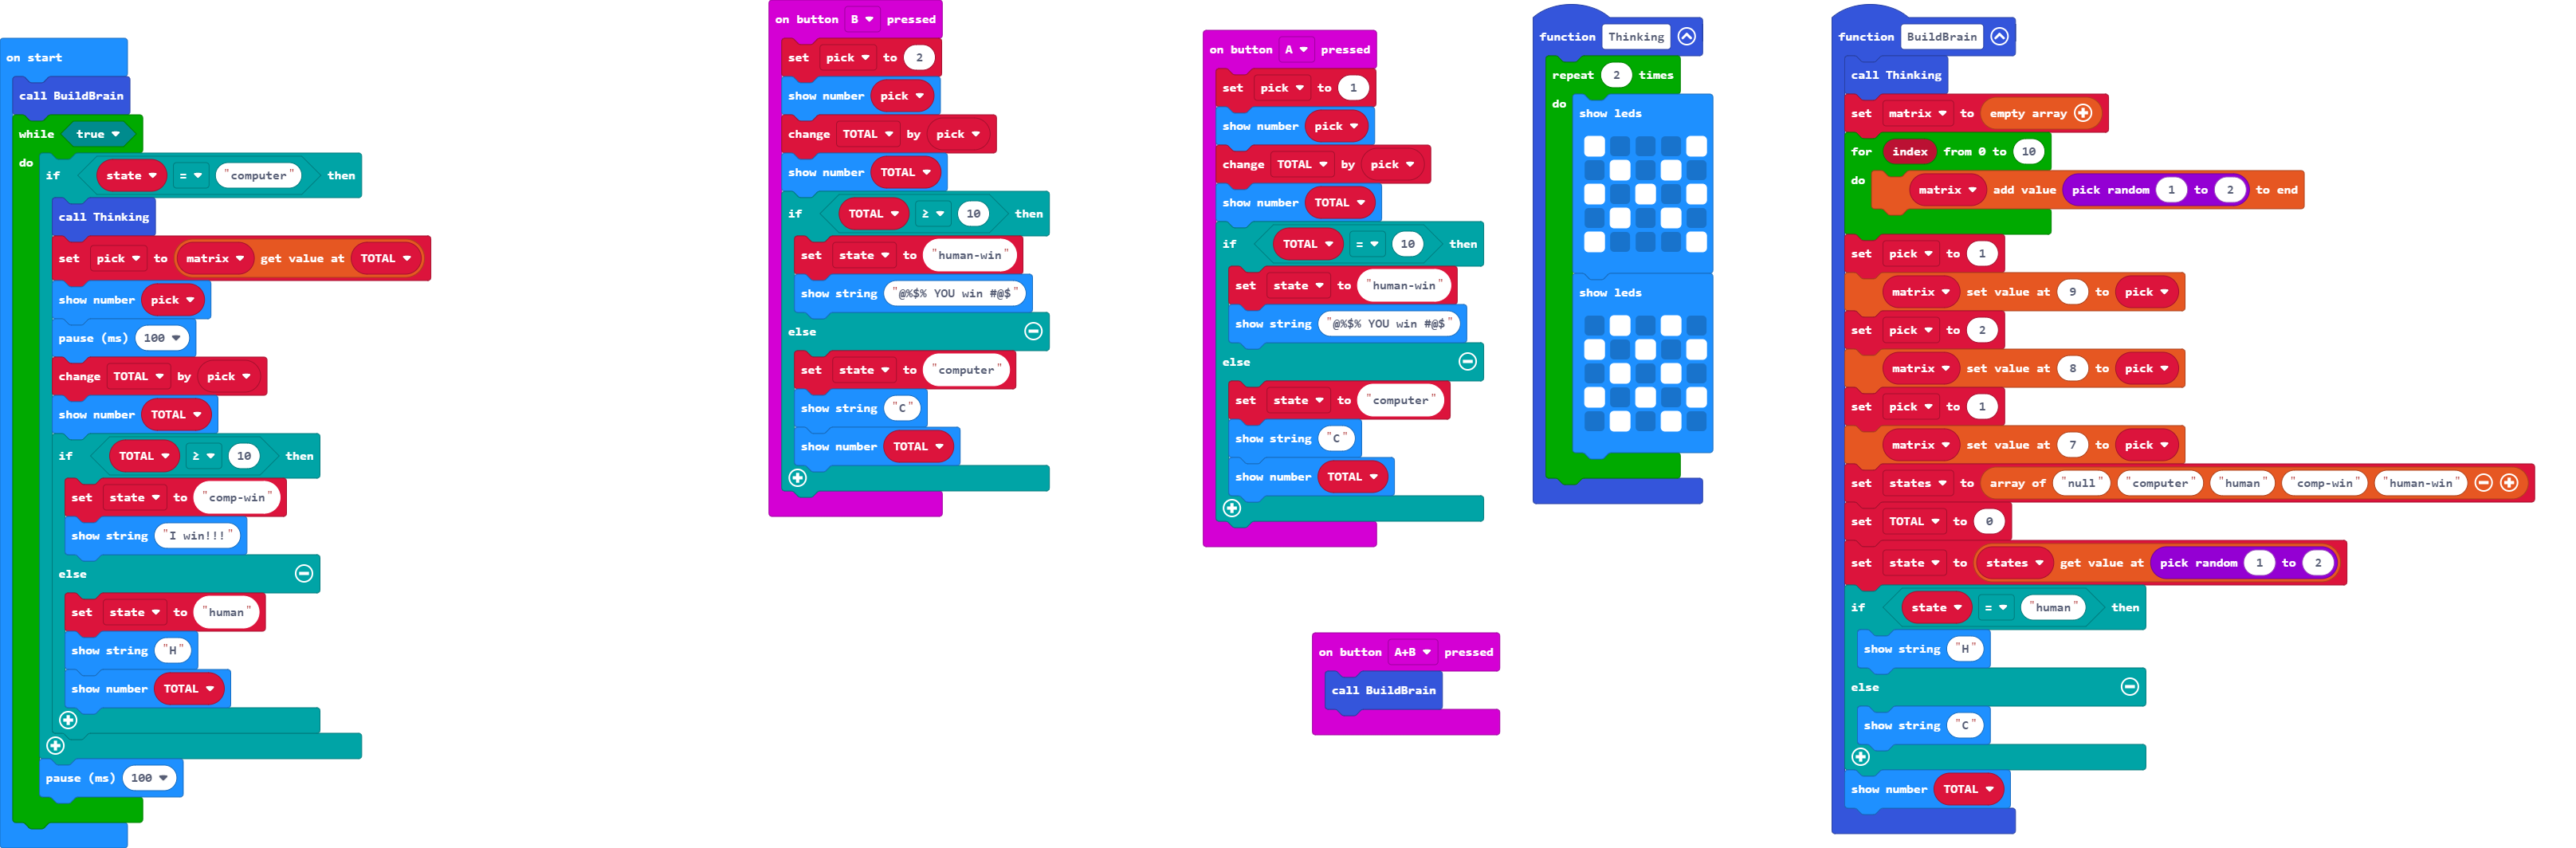 on start
call BuildBrain
while true
do
if state = "computer" then
call Thinking
set pick to matrix get value at TOTAL
show number pick
pause (ms) 100
change TOTAL by pick
show number TOTAL
if TOTAL ≥ 10 then
set state to "comp-win"
show string "I win!!!"
else
set state to "human"
show string "H"
show number TOTAL
pause (ms) 100
on button B pressed
set pick to 2
show number pick
change TOTAL by pick
show number TOTAL
if TOTAL ≥ 10 then
set state to "human-win"
show string "@%$% YOU win #@$"
else
set state to "computer"
show string "C"
show number TOTAL
on button A pressed
set pick to 1
show number pick
change TOTAL by pick
show number TOTAL
if TOTAL = 10 then
set state to "human-win"
show string "@%$% YOU win #@$"
else
set state to "computer"
show string "C"
show number TOTAL
on button A+B pressed
call BuildBrain
function Thinking
repeat 2 times
do
show leds
show leds
function BuildBrain
call Thinking
set matrix to empty array
for index from 0 to 10
do
matrix add value pick random 1 to 2 to end
set pick to 1
matrix set value at 9 to pick
set pick to 2
matrix set value at 8 to pick
set pick to 1
matrix set value at 7 to pick
set states to array of "null" "computer" "human" "comp-win" "human-win"
set TOTAL to 0
set state to states get value at pick random 1 to 2
if state = "human" then
show string "H"
else
show string "C"
show number TOTAL